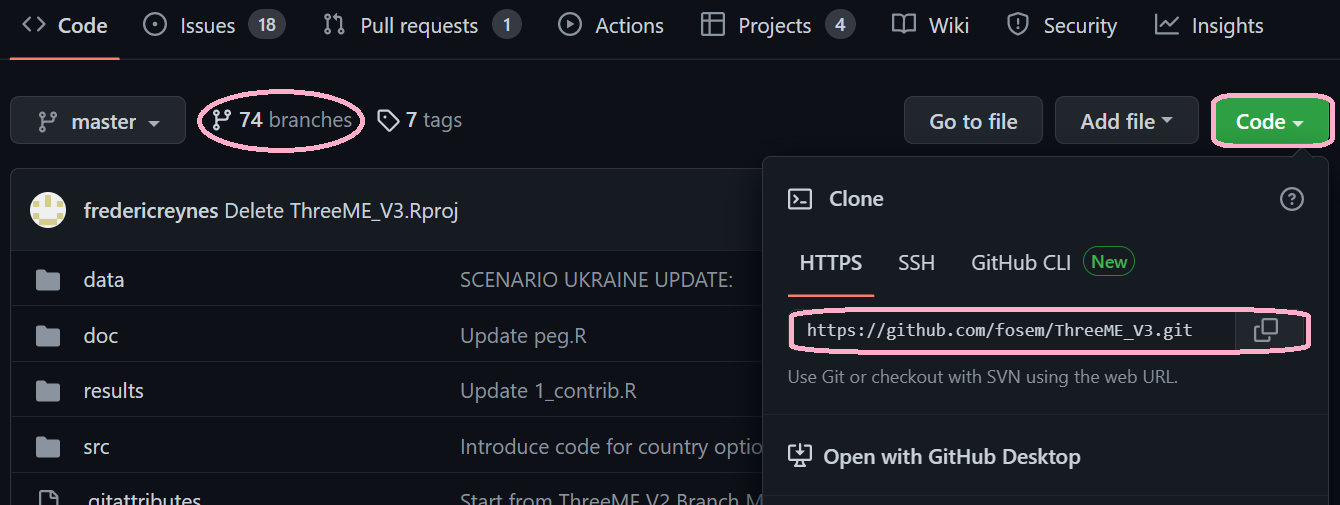 Code Issues 18 Pull requests 1 Actions Projects 4 Wiki Security Insights
master 74 branches 7 tags Go to file Add file Code
fredericreynes Delete ThreeME_V3.Rproj
data SCENARIO UKRAINE UPDATE:
doc Update peg.R
results Update 1_contrib.R
src Introduce code for country optio
.gitattributes Start from ThreeME V2 Branch M
Clone
HTTPS SSH GitHub CLI New
https://github.com/fosem/ThreeME_V3.git
Use Git or checkout with SVN using the web URL.
Open with GitHub Desktop